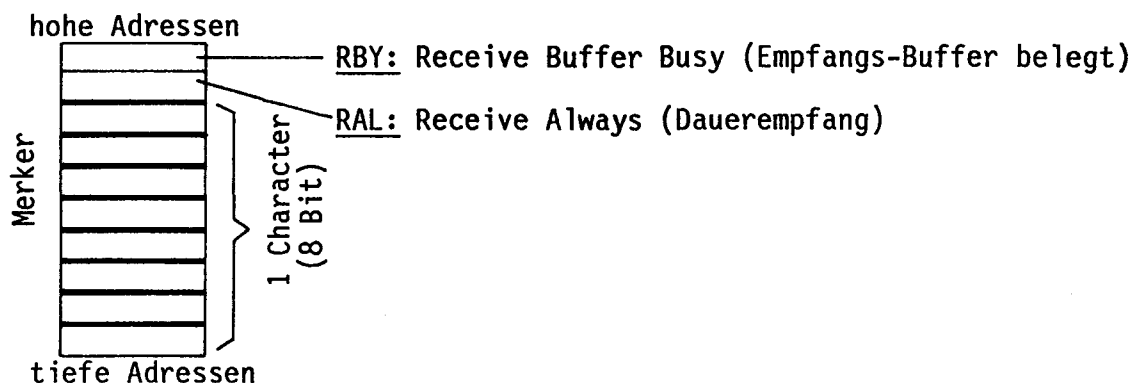 hohe Adressen
RBY: Receive Buffer Busy (Empfangs-Buffer belegt)
RAL: Receive Always (Dauerempfang)
Merker
1 Character
(8 Bit)
tiefe Adressen